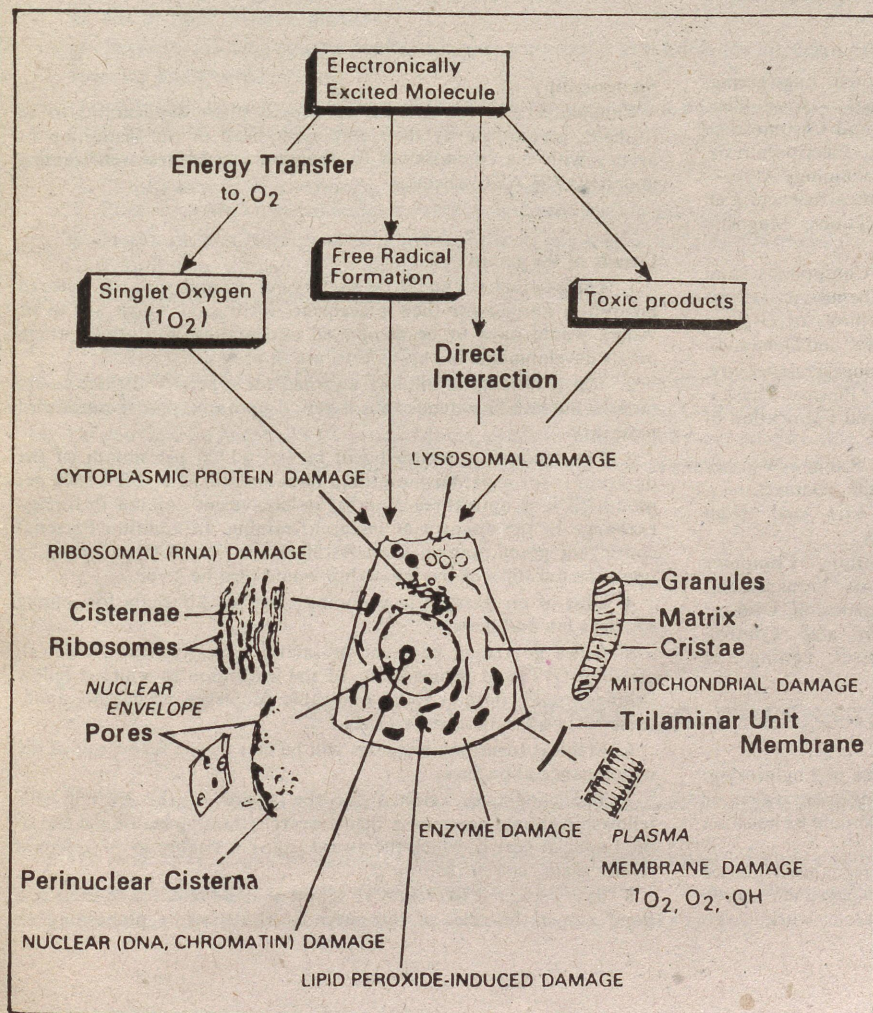 Electronically
Excited Molecule
Energy Transfer
to O₂
Singlet Oxygen
(¹O₂)
Free Radical
Formation
Toxic products
Direct
Interaction
CYTOPLASMIC PROTEIN DAMAGE
LYSOSOMAL DAMAGE
RIBOSOMAL (RNA) DAMAGE
Cisternae
Ribosomes
Granules
Matrix
Cristae
MITOCHONDRIAL DAMAGE
NUCLEAR
ENVELOPE
Pores
Trilaminar Unit
Membrane
Perinuclear Cisterna
ENZYME DAMAGE
PLASMA
MEMBRANE DAMAGE
¹O₂, O₂, ·OH
NUCLEAR (DNA, CHROMATIN) DAMAGE
LIPID PEROXIDE-INDUCED DAMAGE